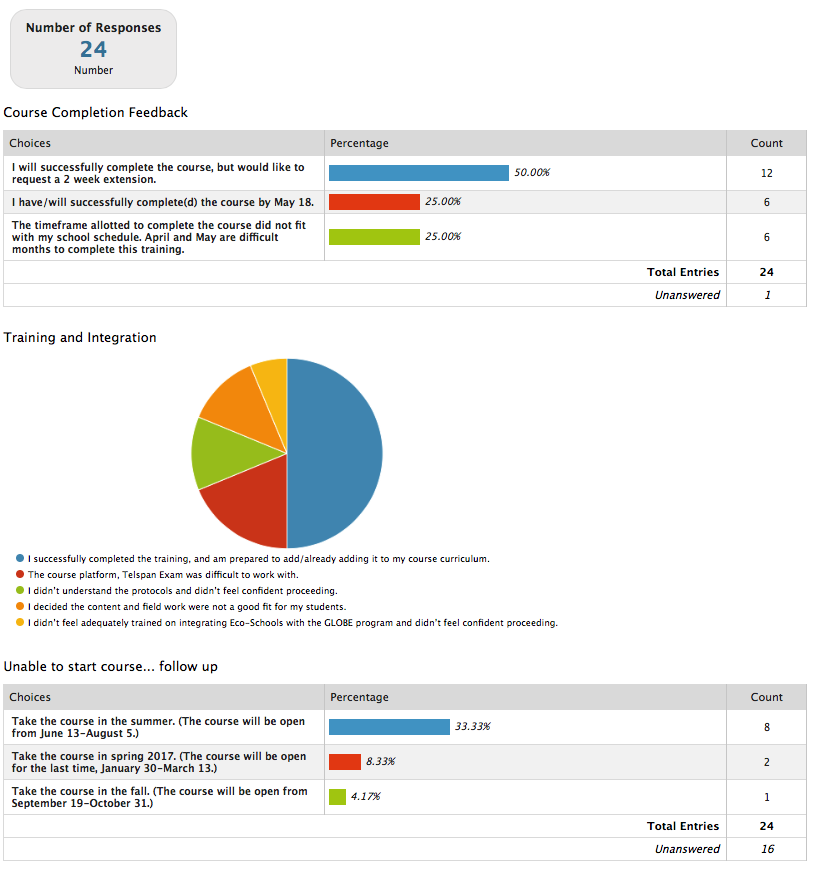 Number of Responses
24
Number
Course Completion Feedback
Choices Percentage Count
I will successfully complete the course, but would like to
request a 2 week extension.
50.00% 12
I have/will successfully complete(d) the course by May 18. 25.00% 6
The timeframe allotted to complete the course did not fit
with my school schedule. April and May are difficult
months to complete this training.
25.00% 6
Total Entries 24
Unanswered 1
Training and Integration
I successfully completed the training, and am prepared to add/already adding it to my course curriculum.
The course platform, Telspan Exam was difficult to work with.
I didn't understand the protocols and didn't feel confident proceeding.
I decided the content and field work were not a good fit for my students.
I didn't feel adequately trained on integrating Eco-Schools with the GLOBE program and didn't feel confident proceeding.
Unable to start course... follow up
Choices Percentage Count
Take the course in the summer. (The course will be open
from June 13-August 5.)
33.33% 8
Take the course in spring 2017. (The course will be open
for the last time, January 30-March 13.)
8.33% 2
Take the course in the fall. (The course will be open from
September 19-October 31.)
4.17% 1
Total Entries 24
Unanswered 16